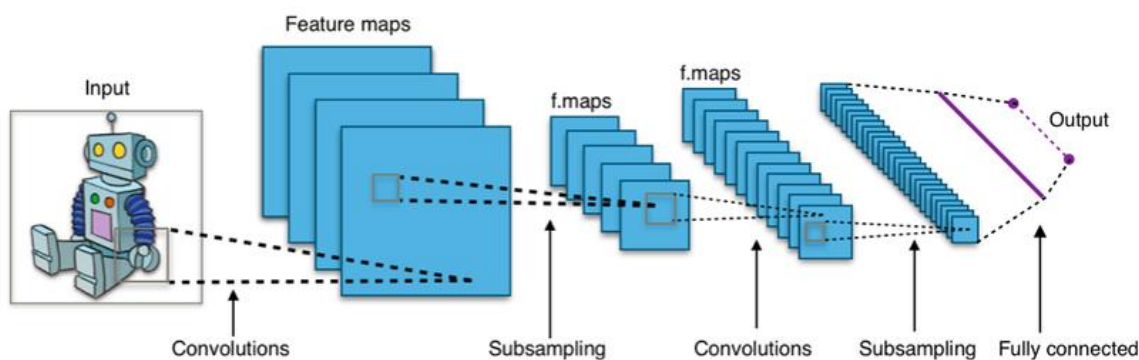 Feature maps
f.maps
Input
f.maps
Output
Convolutions
Subsampling
Convolutions
Subsampling
Fully connected